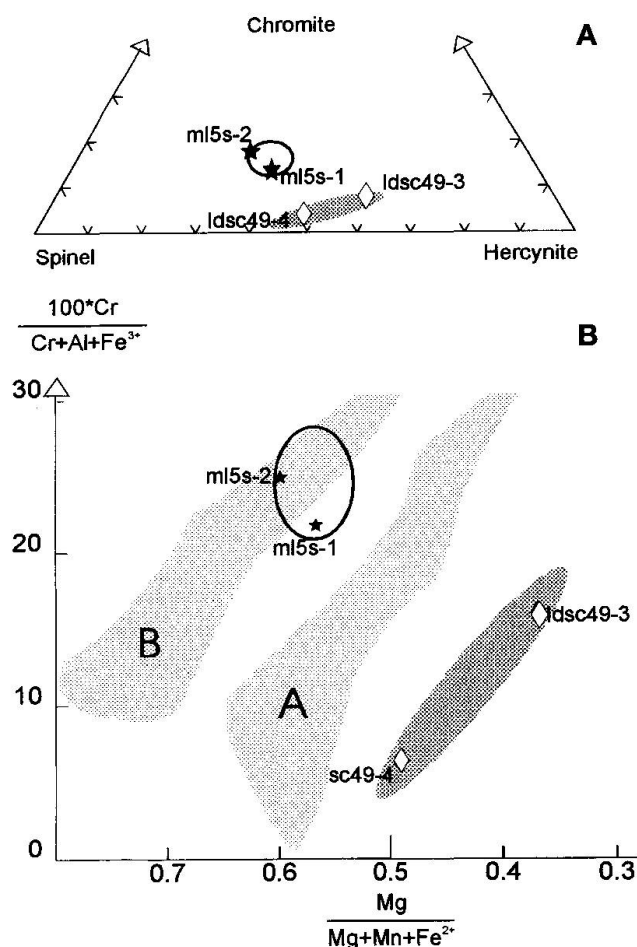 Chromite
A
ml5s-2
ml5s-1
ldsc49-3
ldsc49-4
Spinel
Hercynite
100*Cr
Cr+Al+Fe³⁺
B
30
ml5s-2
20
ml5s-1
ldsc49-3
B
10
A
sc49-4
0
0.7
0.6
0.5
0.4
0.3
Mg
Mg+Mn+Fe²⁺